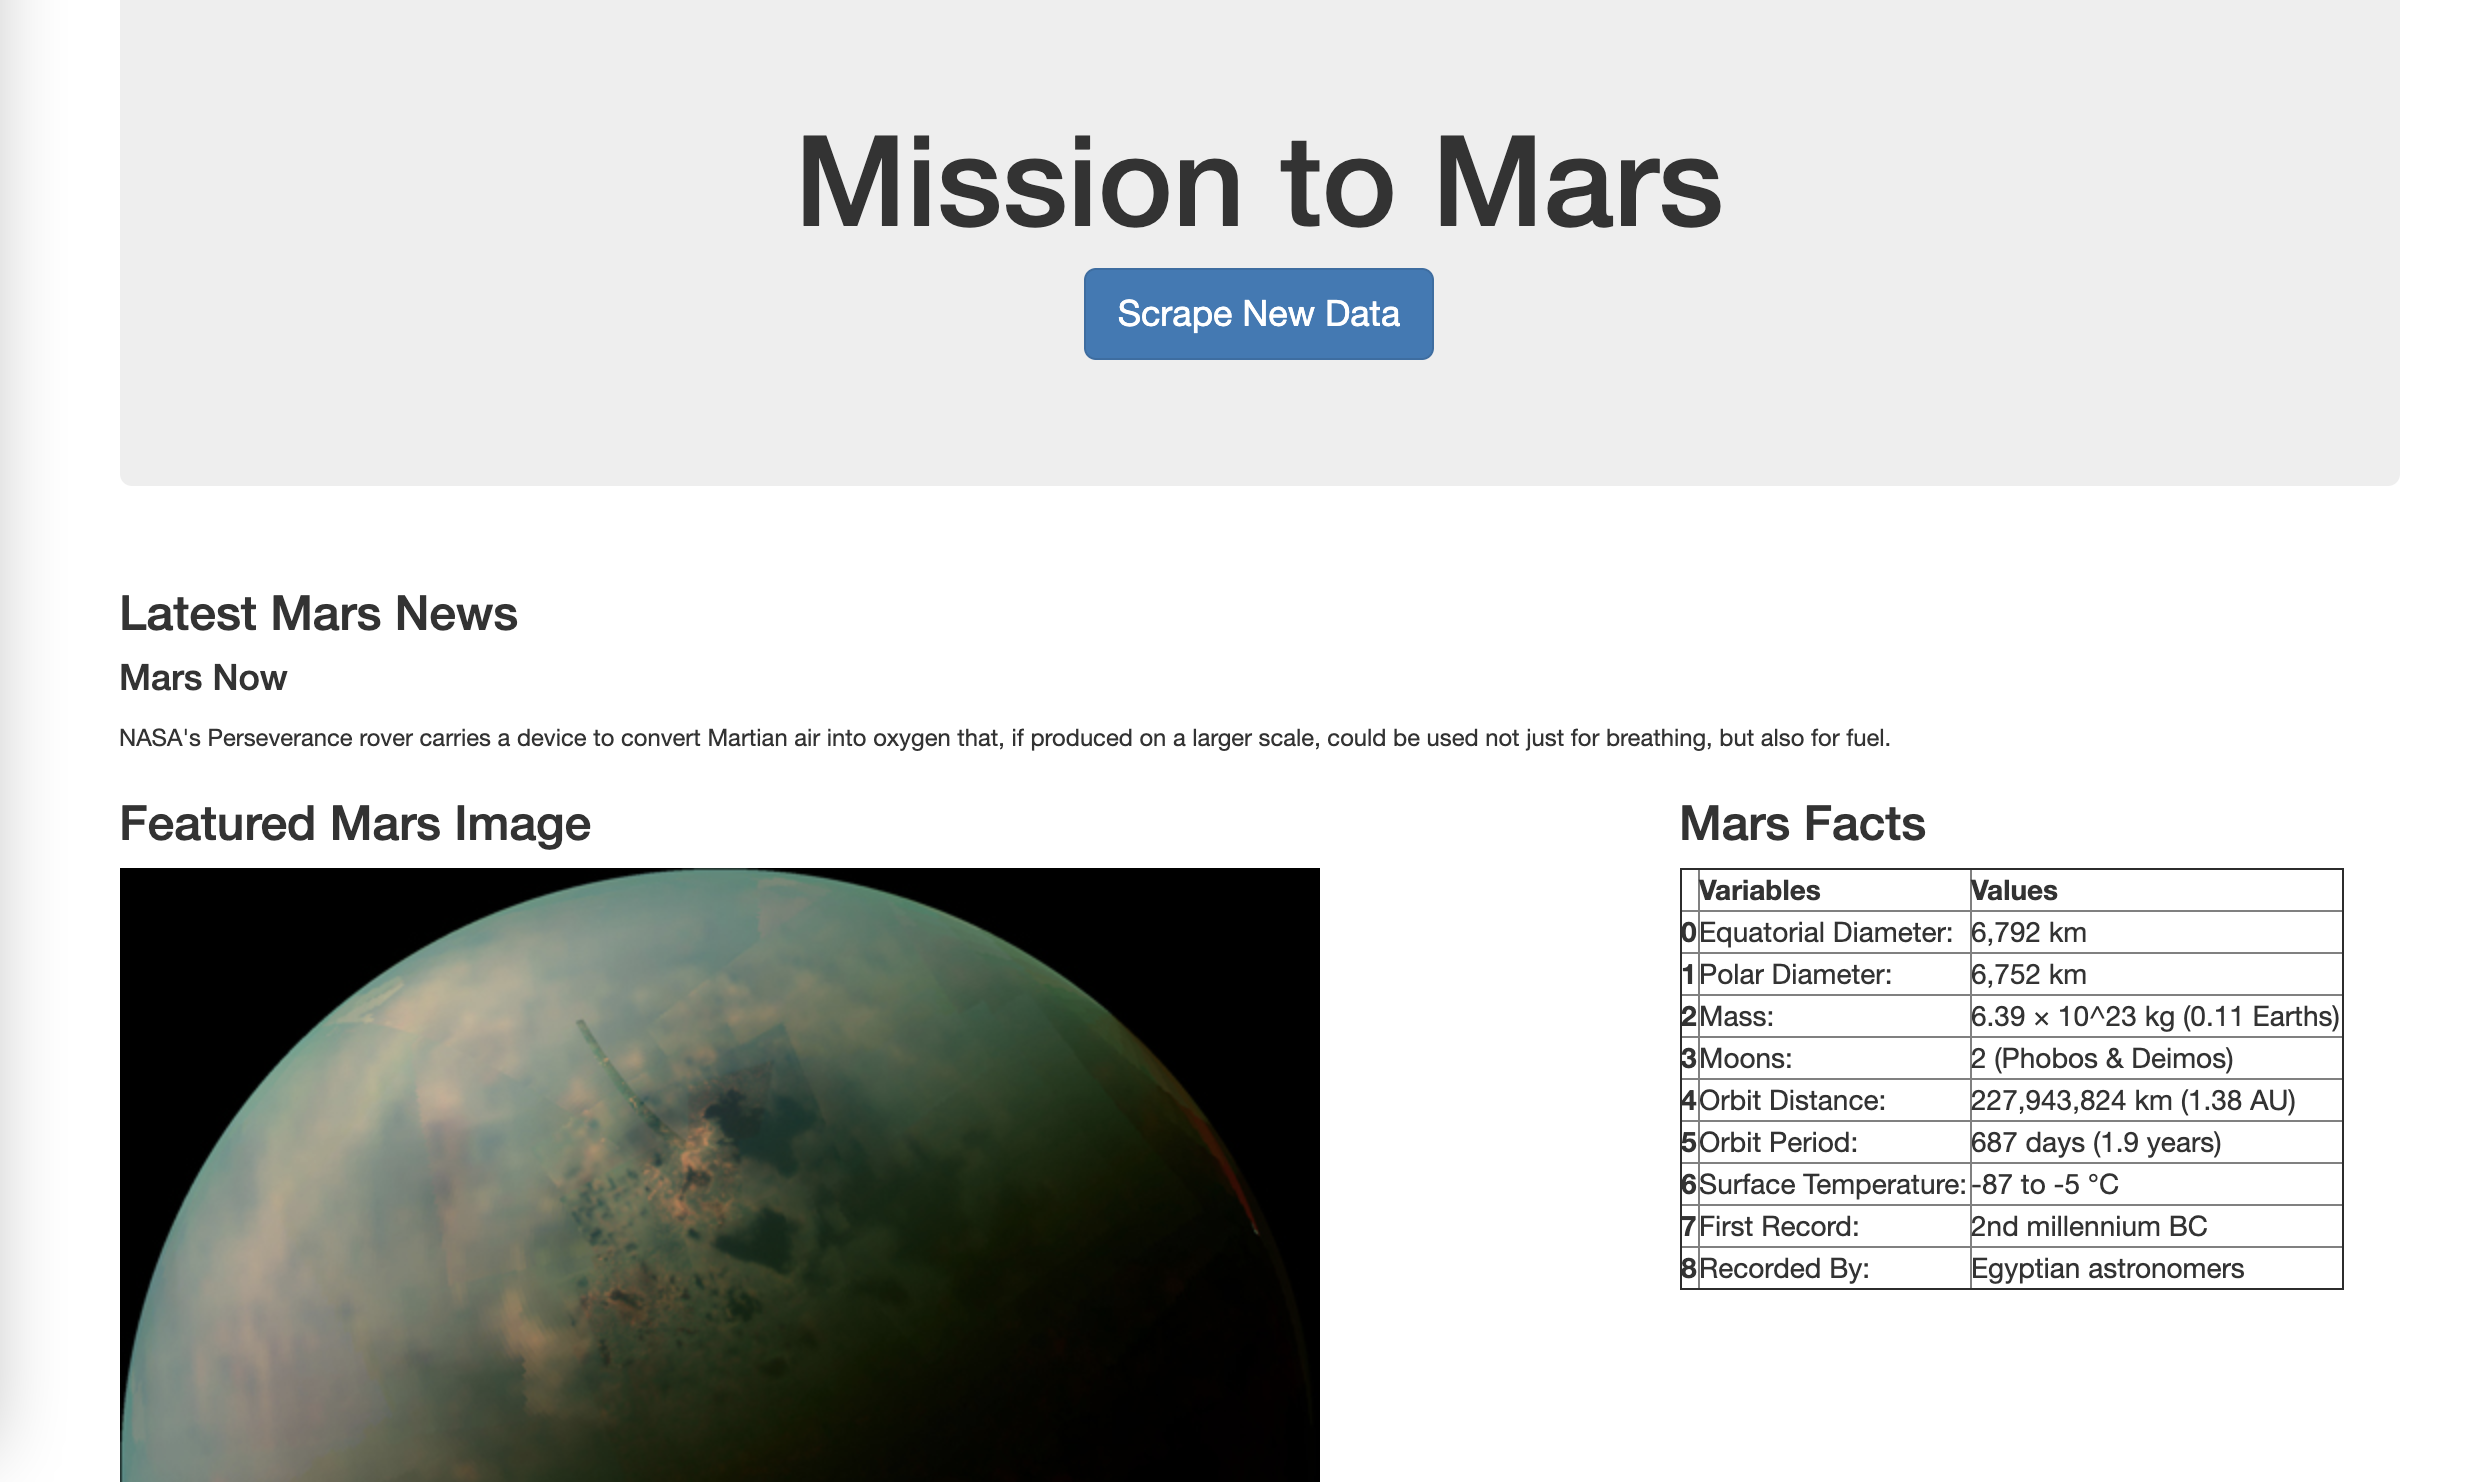 Mission to Mars
Scrape New Data
Latest Mars News
Mars Now
NASA's Perseverance rover carries a device to convert Martian air into oxygen that, if produced on a larger scale, could be used not just for breathing, but also for fuel.
Featured Mars Image
Mars Facts
Variables Values
0 Equatorial Diameter: 6,792 km
1 Polar Diameter: 6,752 km
2 Mass: 6.39 × 10^23 kg (0.11 Earths)
3 Moons: 2 (Phobos & Deimos)
4 Orbit Distance: 227,943,824 km (1.38 AU)
5 Orbit Period: 687 days (1.9 years)
6 Surface Temperature: -87 to -5 °C
7 First Record: 2nd millennium BC
8 Recorded By: Egyptian astronomers